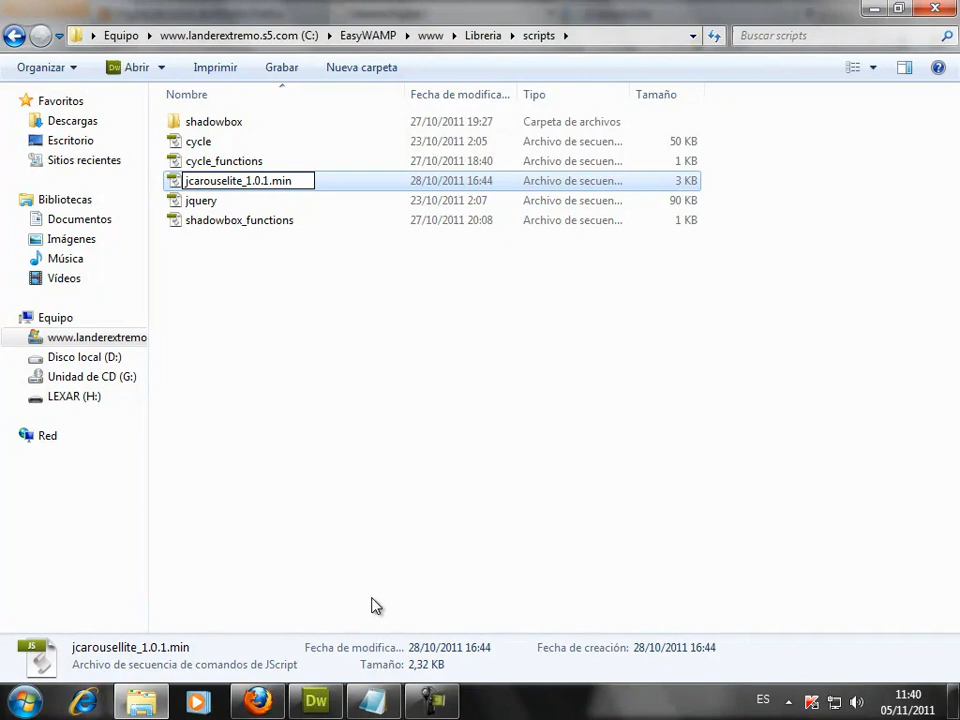 Equipo www.landerextremo.s5.com (C:) EasyWAMP www Libreria scripts Buscar scripts
Organizar Abrir Imprimir Grabar Nueva carpeta
Nombre Fecha de modifica... Tipo Tamaño
Favoritos
Descargas
Escritorio
Sitios recientes
Bibliotecas
Documentos
Imágenes
Música
Vídeos
Equipo
www.landerextremo
Disco local (D:)
Unidad de CD (G:)
LEXAR (H:)
Red
shadowbox 27/10/2011 19:27 Carpeta de archivos
cycle 23/10/2011 2:05 Archivo de secuen... 50 KB
cycle_functions 27/10/2011 18:40 Archivo de secuen... 1 KB
jcarouselite_1.0.1.min 28/10/2011 16:44 Archivo de secuen... 3 KB
jquery 23/10/2011 2:07 Archivo de secuen... 90 KB
shadowbox_functions 27/10/2011 20:08 Archivo de secuen... 1 KB
JS
jcarousellite_1.0.1.min Fecha de modifica... 28/10/2011 16:44 Fecha de creación: 28/10/2011 16:44
Archivo de secuencia de comandos de JScript Tamaño: 2,32 KB
Dw
ES
11:40
05/11/2011